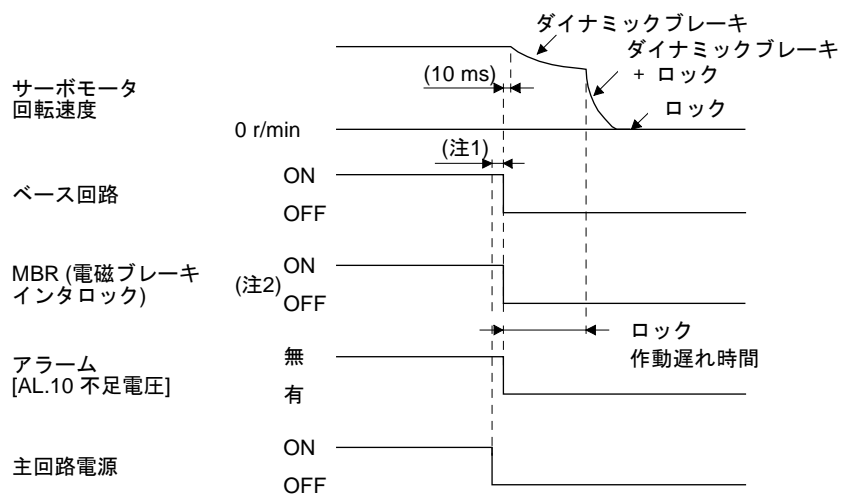 ダイナミックブレーキ
ダイナミックブレーキ
+ ロック
ロック
(10 ms)
サーボモータ
回転速度
0 r/min
(注1)
ベース回路
ON
OFF
MBR (電磁ブレーキ
インタロック)
(注2)
ON
OFF
ロック
作動遅れ時間
アラーム
[AL.10 不足電圧]
無
有
主回路電源
ON
OFF